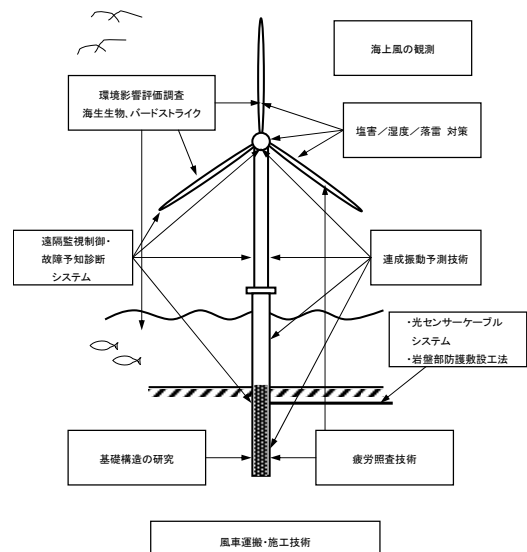 海上風の観測
環境影響評価調査
海生生物、バードストライク
塩害／湿度／落雷 対策
遠隔監視制御・
故障予知診断
システム
連成振動予測技術
・光センサーケーブル
システム
・岩盤部防護敷設工法
基礎構造の研究
疲労照査技術
風車運搬・施工技術